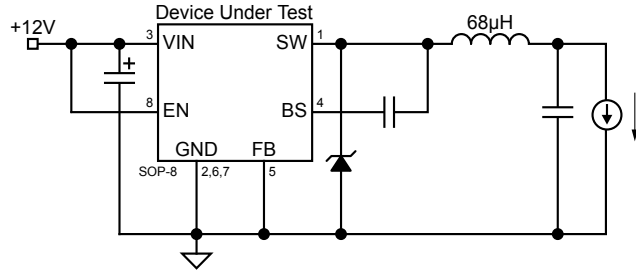 Device Under Test
+12V
3 VIN
SW 1
68µH
8 EN
BS 4
GND FB
SOP-8 2,6,7 5
+